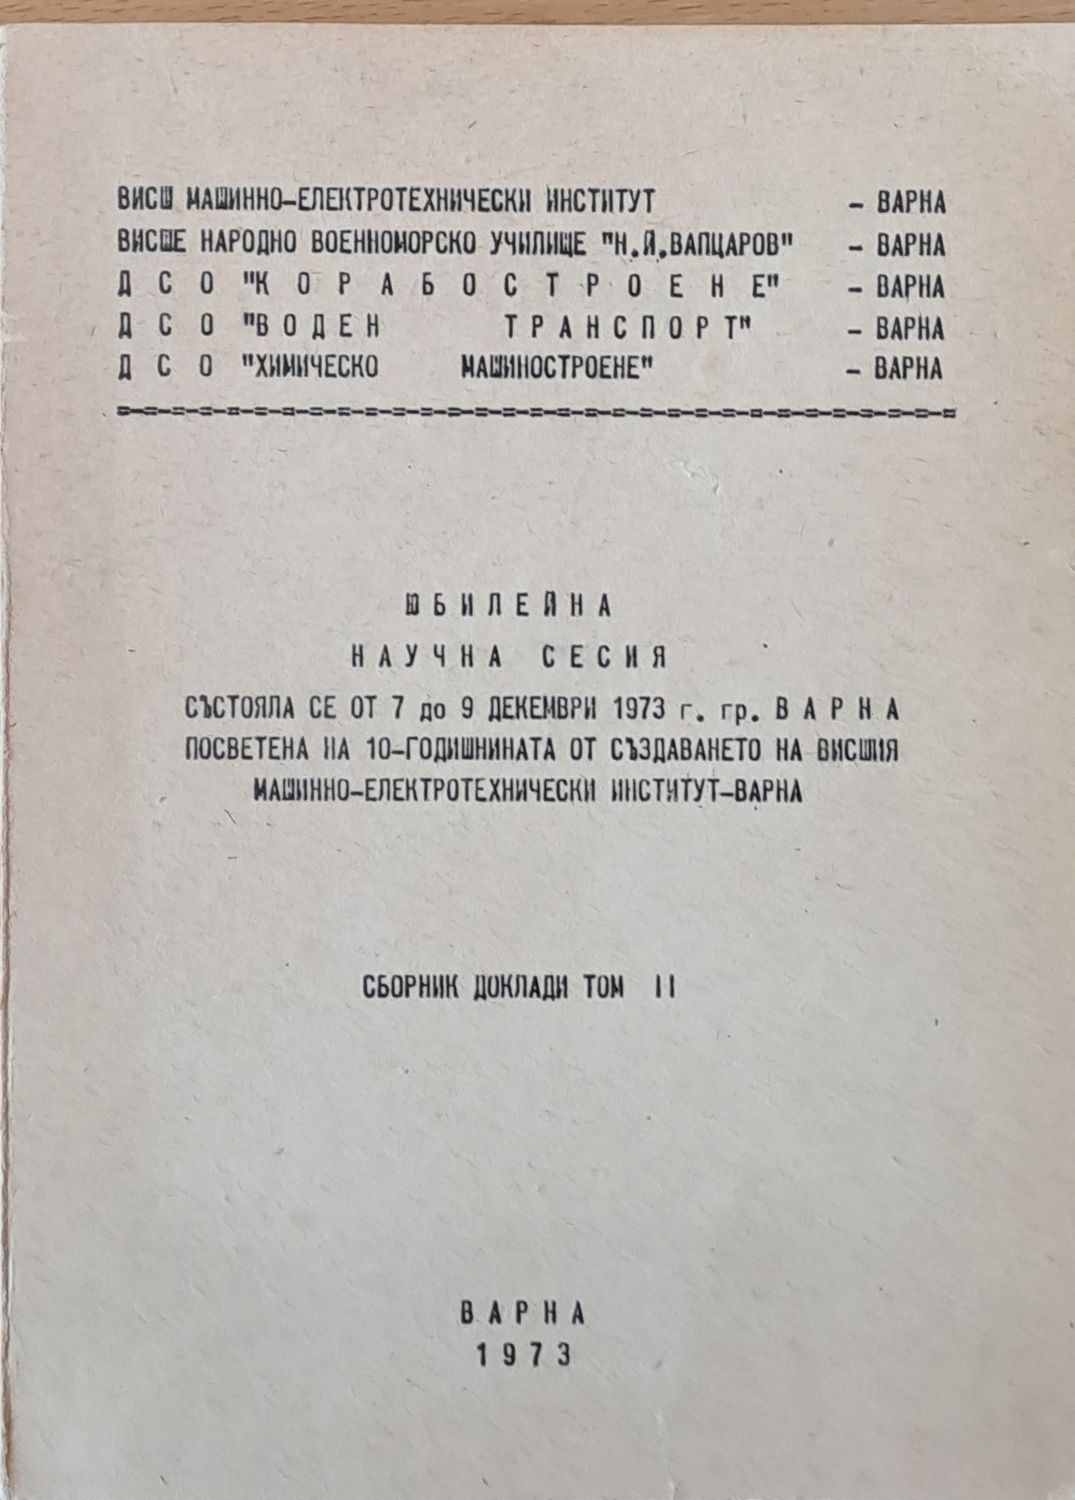 ВИСШ МАШИННО-ЕЛЕКТРОТЕХНИЧЕСКИ ИНСТИТУТ - ВАРНА
ВИСШЕ НАРОДНО ВОЕННОМОРСКО УЧИЛИЩЕ "Н.Й.ВАПЦАРОВ" - ВАРНА
Д С О "К О Р А Б О С Т Р О Е Н Е" - ВАРНА
Д С О "В О Д Е Н Т Р А Н С П О Р Т" - ВАРНА
Д С О "ХИМИЧЕСКО МАШИНОСТРОЕНЕ" - ВАРНА
=-=-=-=-=-=-=-=-=-=-=-=-=-=-=-=-=-=-=-=-=-=-=-=-=-=-=-=-=-=-=
Ю Б И Л Е Й Н А
Н А У Ч Н А С Е С И Я
СЪСТОЯЛА СЕ ОТ 7 до 9 ДЕКЕМВРИ 1973 г. гр. В А Р Н А
ПОСВЕТЕНА НА 10-ГОДИШНИНАТА ОТ СЪЗДАВАНЕТО НА ВИСШИЯ
МАШИННО-ЕЛЕКТРОТЕХНИЧЕСКИ ИНСТИТУТ-ВАРНА
СБОРНИК ДОКЛАДИ ТОМ II
В А Р Н А
1 9 7 3